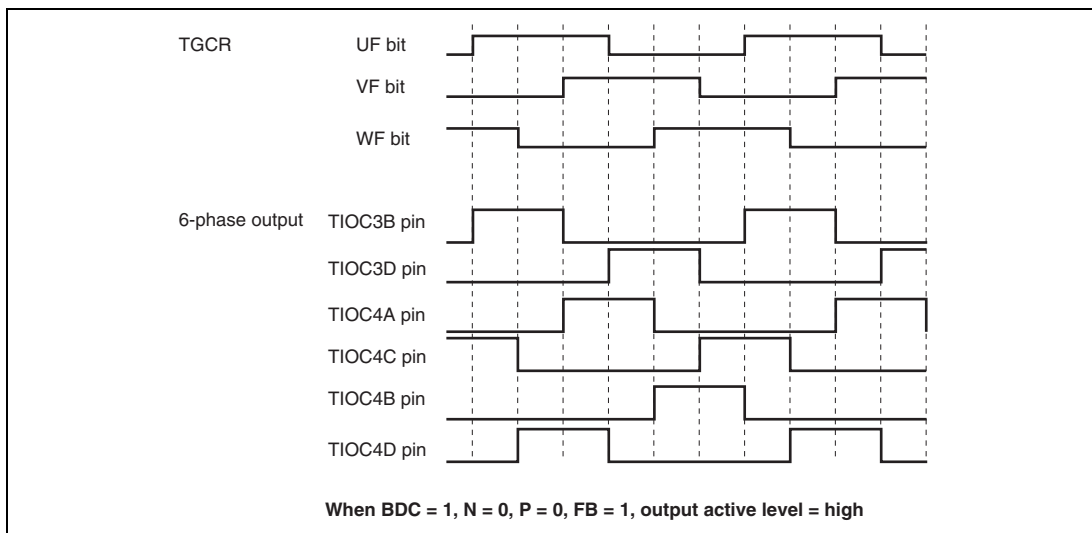 TGCR UF bit
VF bit
WF bit
6-phase output TIOC3B pin
TIOC3D pin
TIOC4A pin
TIOC4C pin
TIOC4B pin
TIOC4D pin
When BDC = 1, N = 0, P = 0, FB = 1, output active level = high